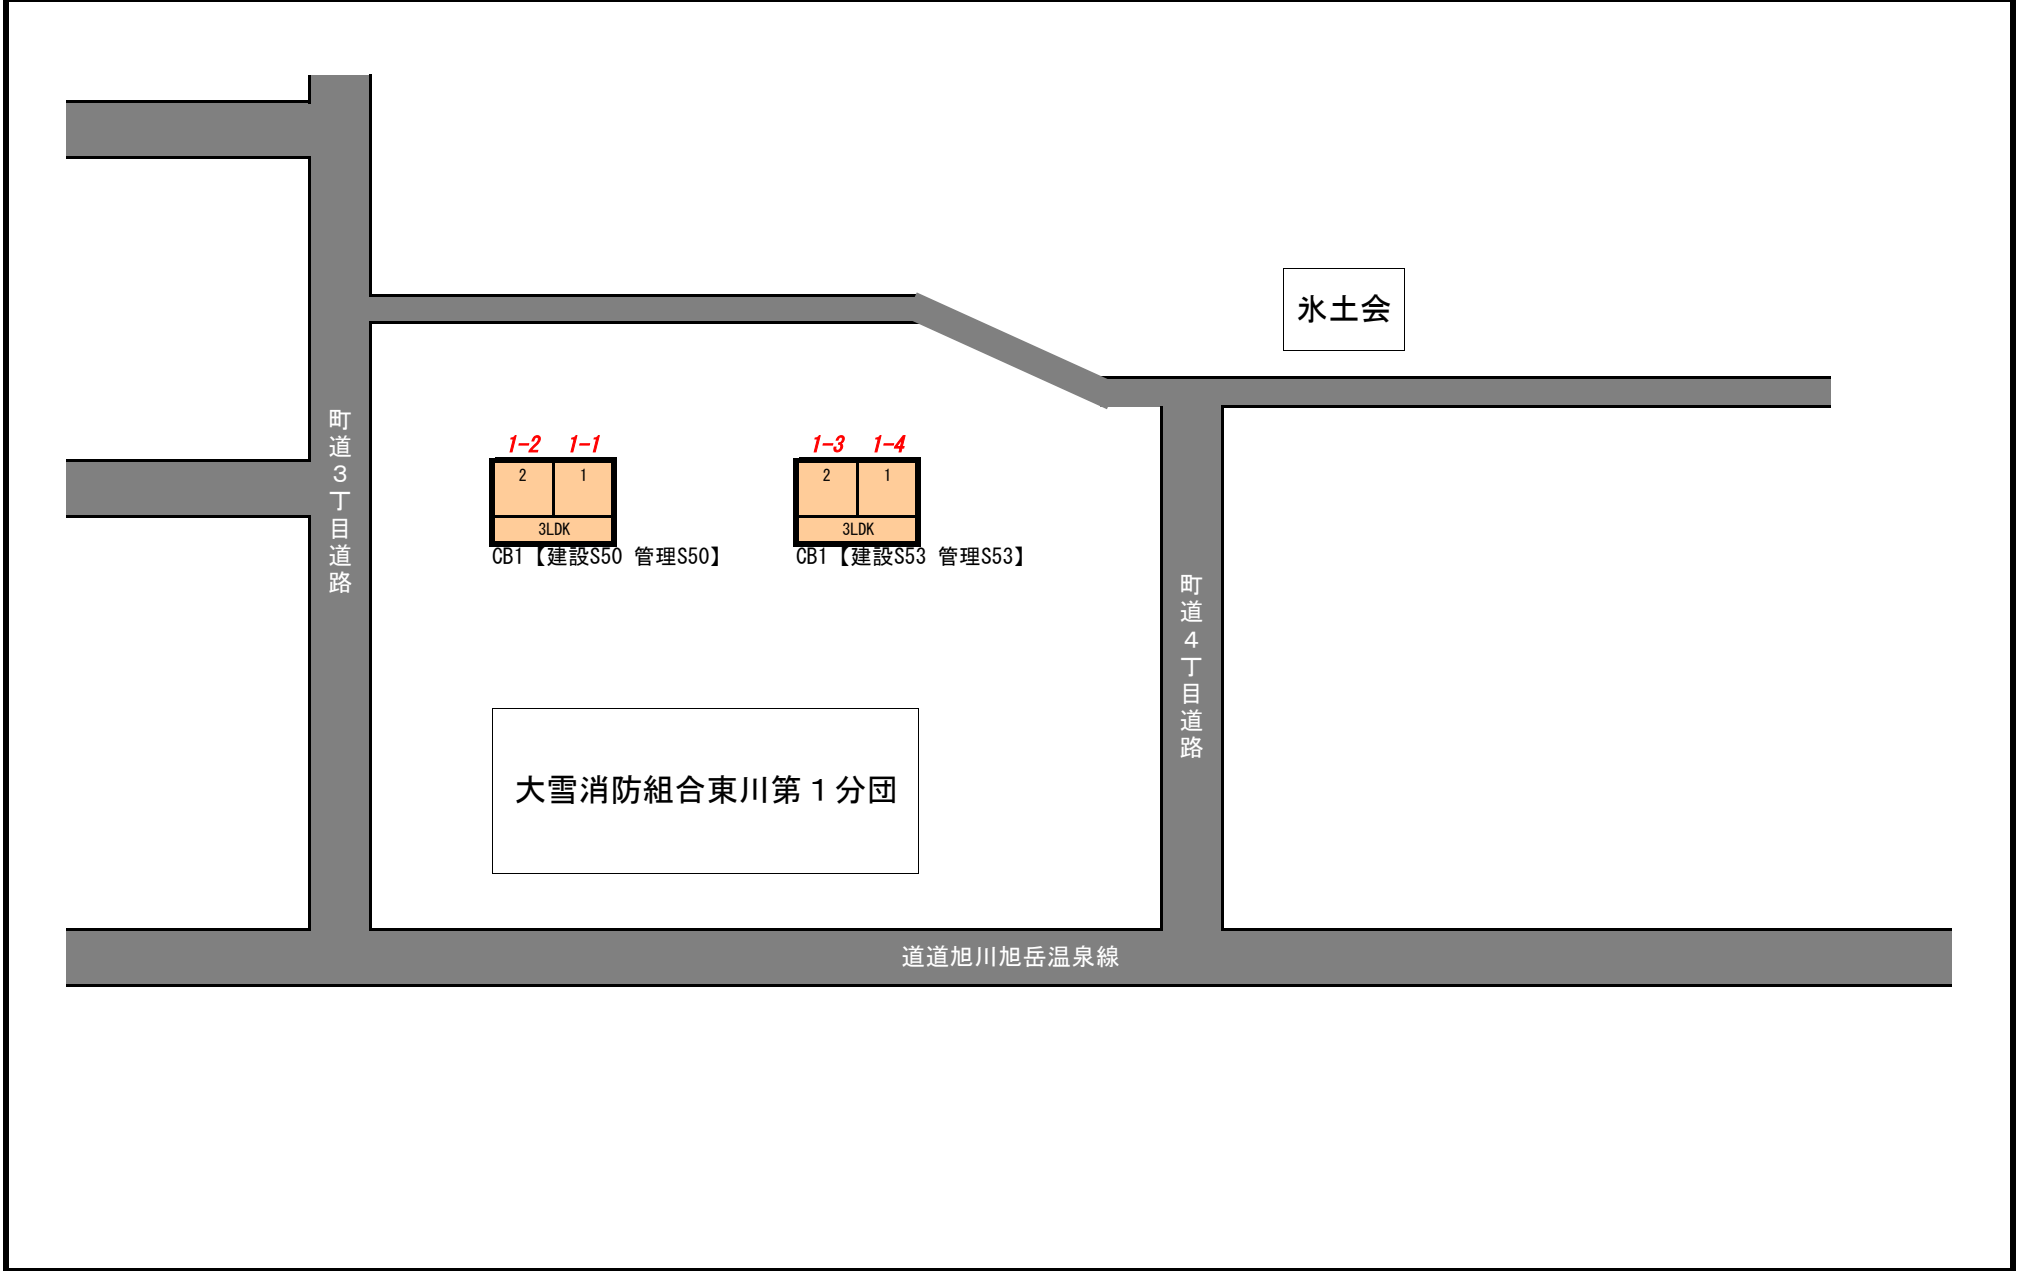 氷土会
町道３丁目道路
1-2 1-1
2 1
3LDK
CB1【建設S50 管理S50】
1-3 1-4
2 1
3LDK
CB1【建設S53 管理S53】
町道４丁目道路
大雪消防組合東川第１分団
道道旭川旭岳温泉線